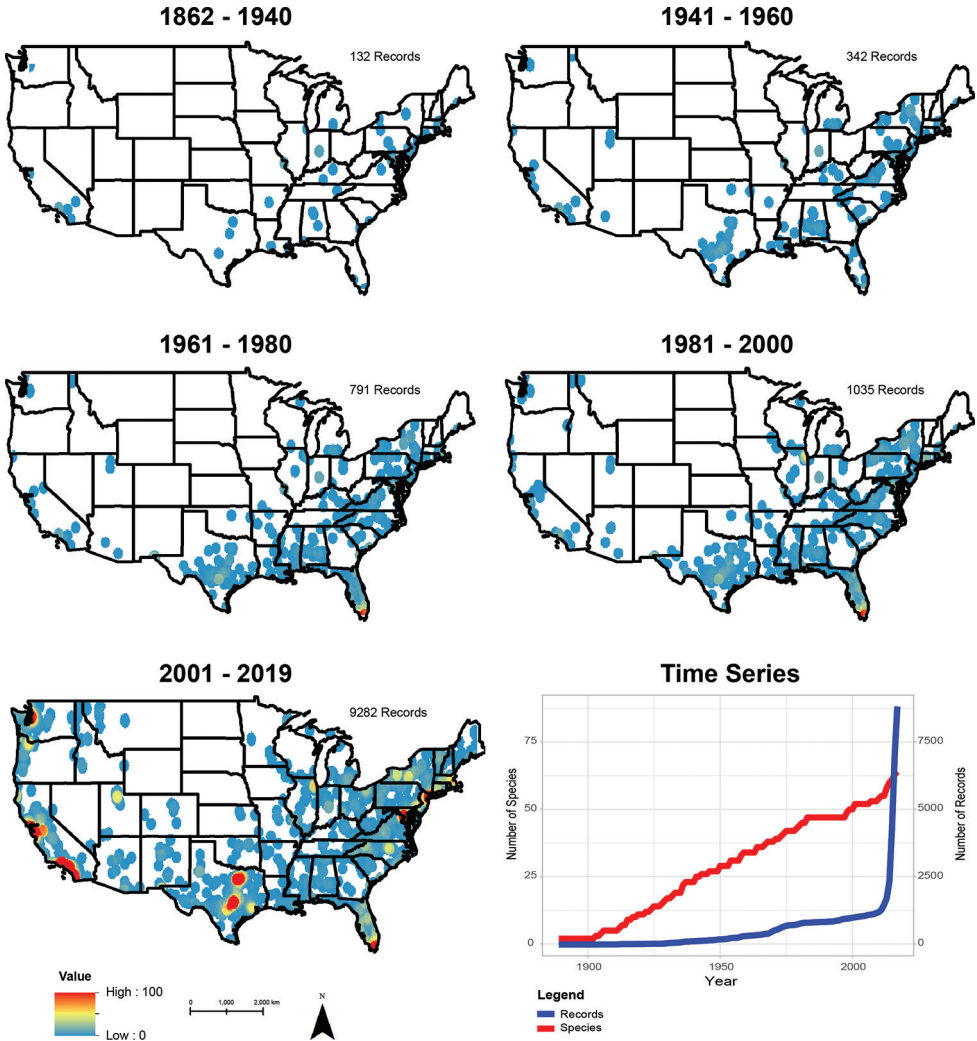 1862 - 1940
132 Records
1941 - 1960
342 Records
1961 - 1980
791 Records
1981 - 2000
1035 Records
2001 - 2019
9282 Records
Value
High : 100
Low : 0
0 1,000 2,000 km
N
Time Series
Number of Species
75
50
25
0
7500
5000
2500
0
Number of Records
1900 1950 2000
Year
Legend
Records
Species